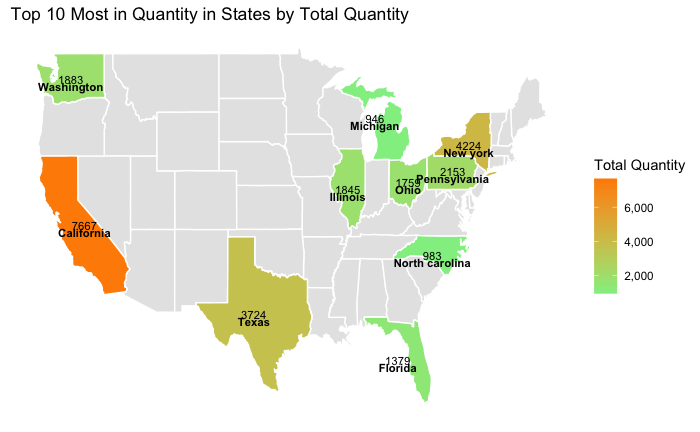 Top 10 Most in Quantity in States by Total Quantity
1883
Washington
946
Michigan
4224
New york
2153
Pennsylvania
1759
Ohio
1845
Illinois
7667
California
983
North carolina
3724
Texas
1379
Florida
Total Quantity
6,000
4,000
2,000